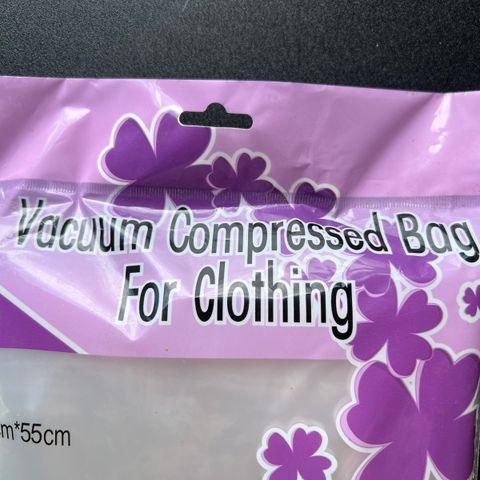 Vacuum Compressed Bag
For Clothing
m*55cm